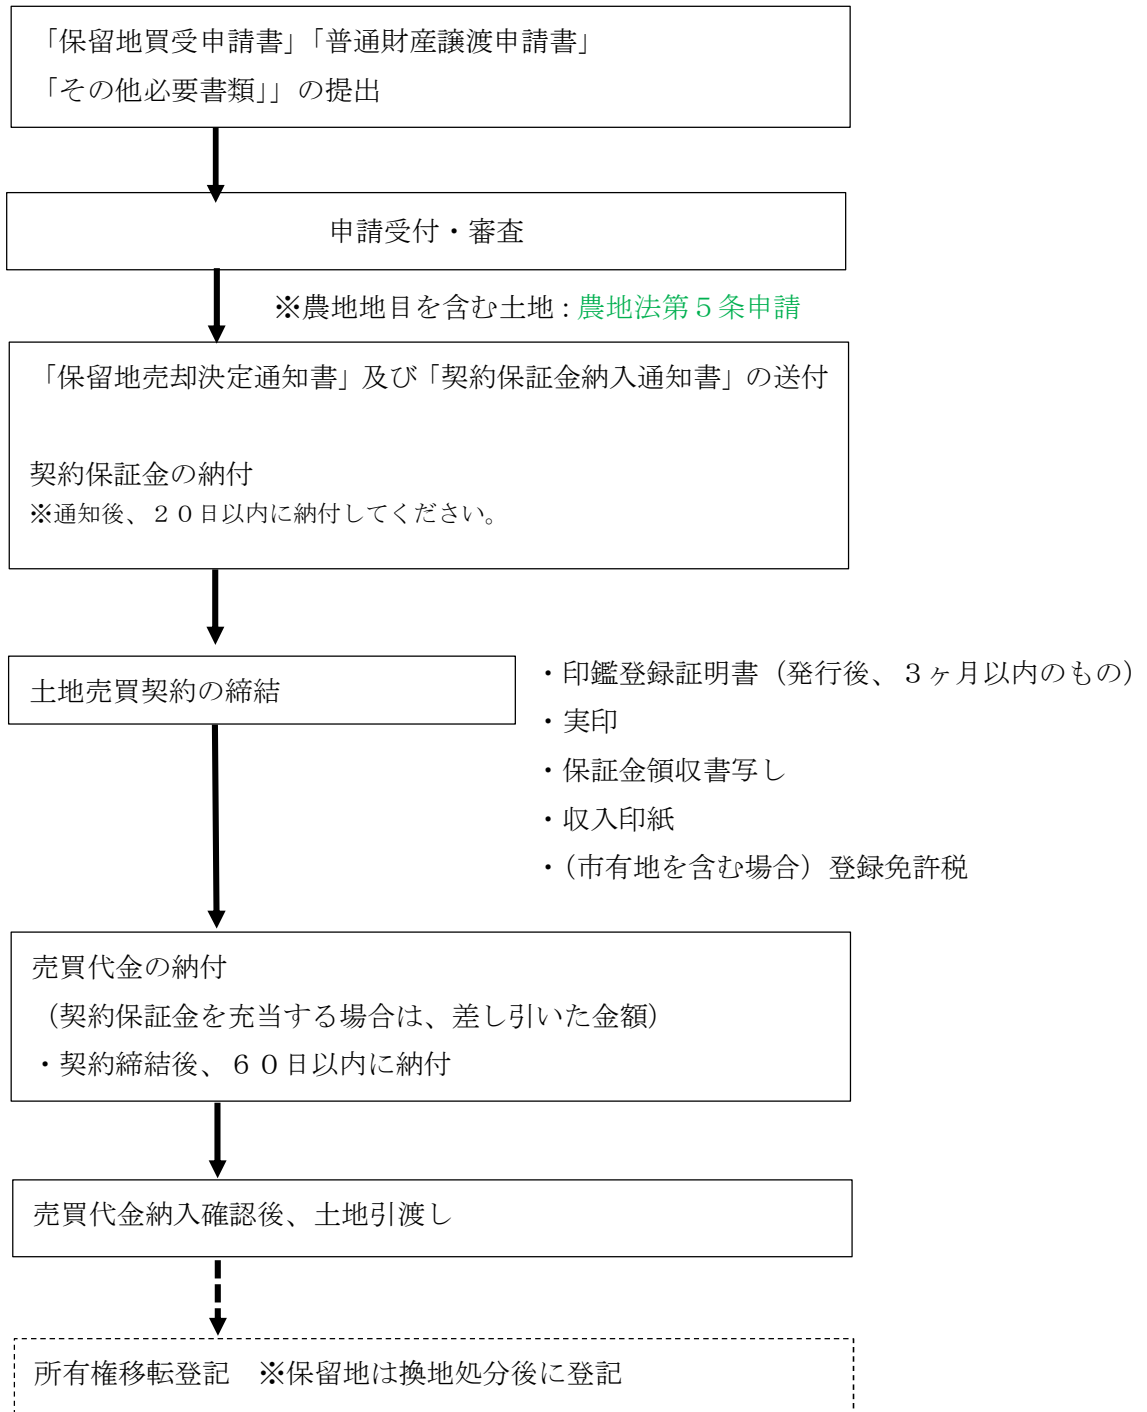 「保留地買受申請書」「普通財産譲渡申請書」
「その他必要書類」」の提出
申請受付・審査
※農地地目を含む土地：農地法第５条申請
「保留地売却決定通知書」及び「契約保証金納入通知書」の送付
契約保証金の納付
※通知後、２０日以内に納付してください。
土地売買契約の締結
・印鑑登録証明書（発行後、３ヶ月以内のもの）
・実印
・保証金領収書写し
・収入印紙
・（市有地を含む場合）登録免許税
売買代金の納付
（契約保証金を充当する場合は、差し引いた金額）
・契約締結後、６０日以内に納付
売買代金納入確認後、土地引渡し
所有権移転登記　※保留地は換地処分後に登記